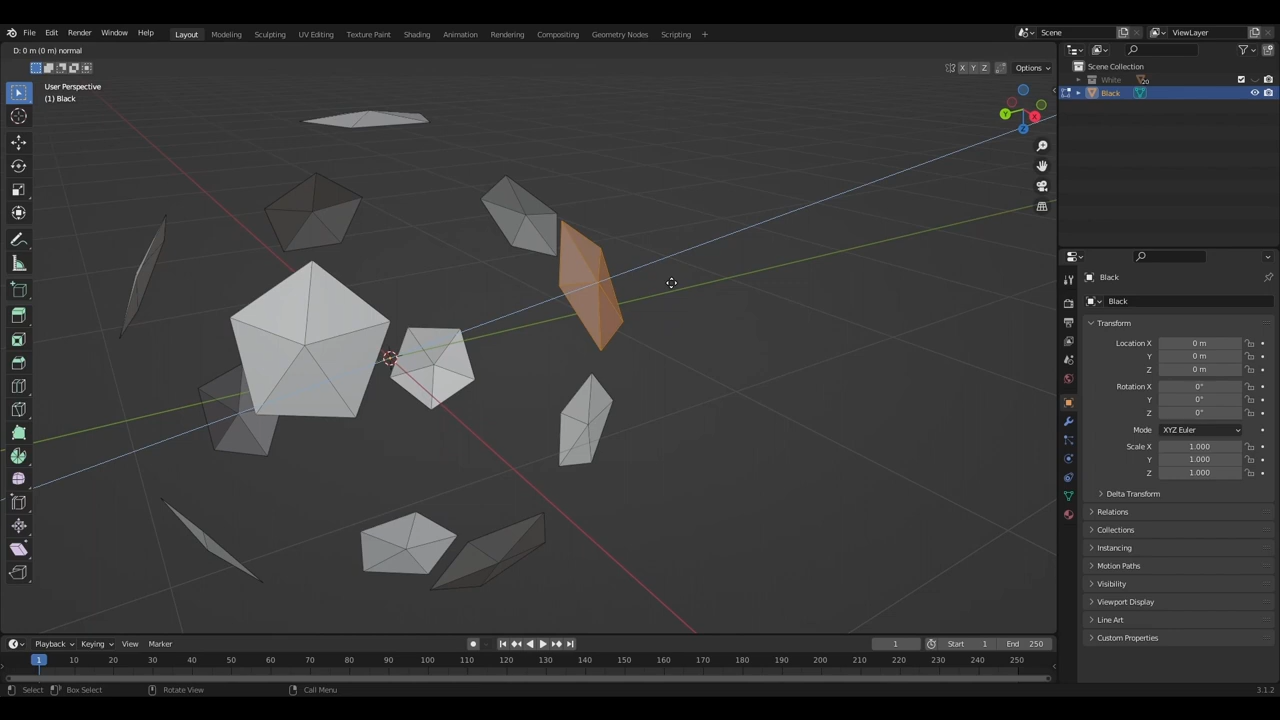 File Edit Render Window Help Layout Modeling Sculpting UV Editing Texture Paint Shading Animation Rendering Compositing Geometry Nodes Scripting + Scene ViewLayer
D: 0 m (0 m) normal
Scene Collection
X Y Z Options
White 20
Black
User Perspective
(1) Black
X
Y
Z
Black
Black
Transform
Location X 0 m
Y 0 m
Z 0 m
Rotation X 0°
Y 0°
Z 0°
Mode XYZ Euler
Scale X 1.000
Y 1.000
Z 1.000
Delta Transform
Relations
Collections
Instancing
Motion Paths
Visibility
Viewport Display
Line Art
Custom Properties
Playback Keying View Marker 1 Start 1 End 250
1 10 20 30 40 50 60 70 80 90 100 110 120 130 140 150 160 170 180 190 200 210 220 230 240 250
Select Box Select Rotate View Call Menu 3.1.2